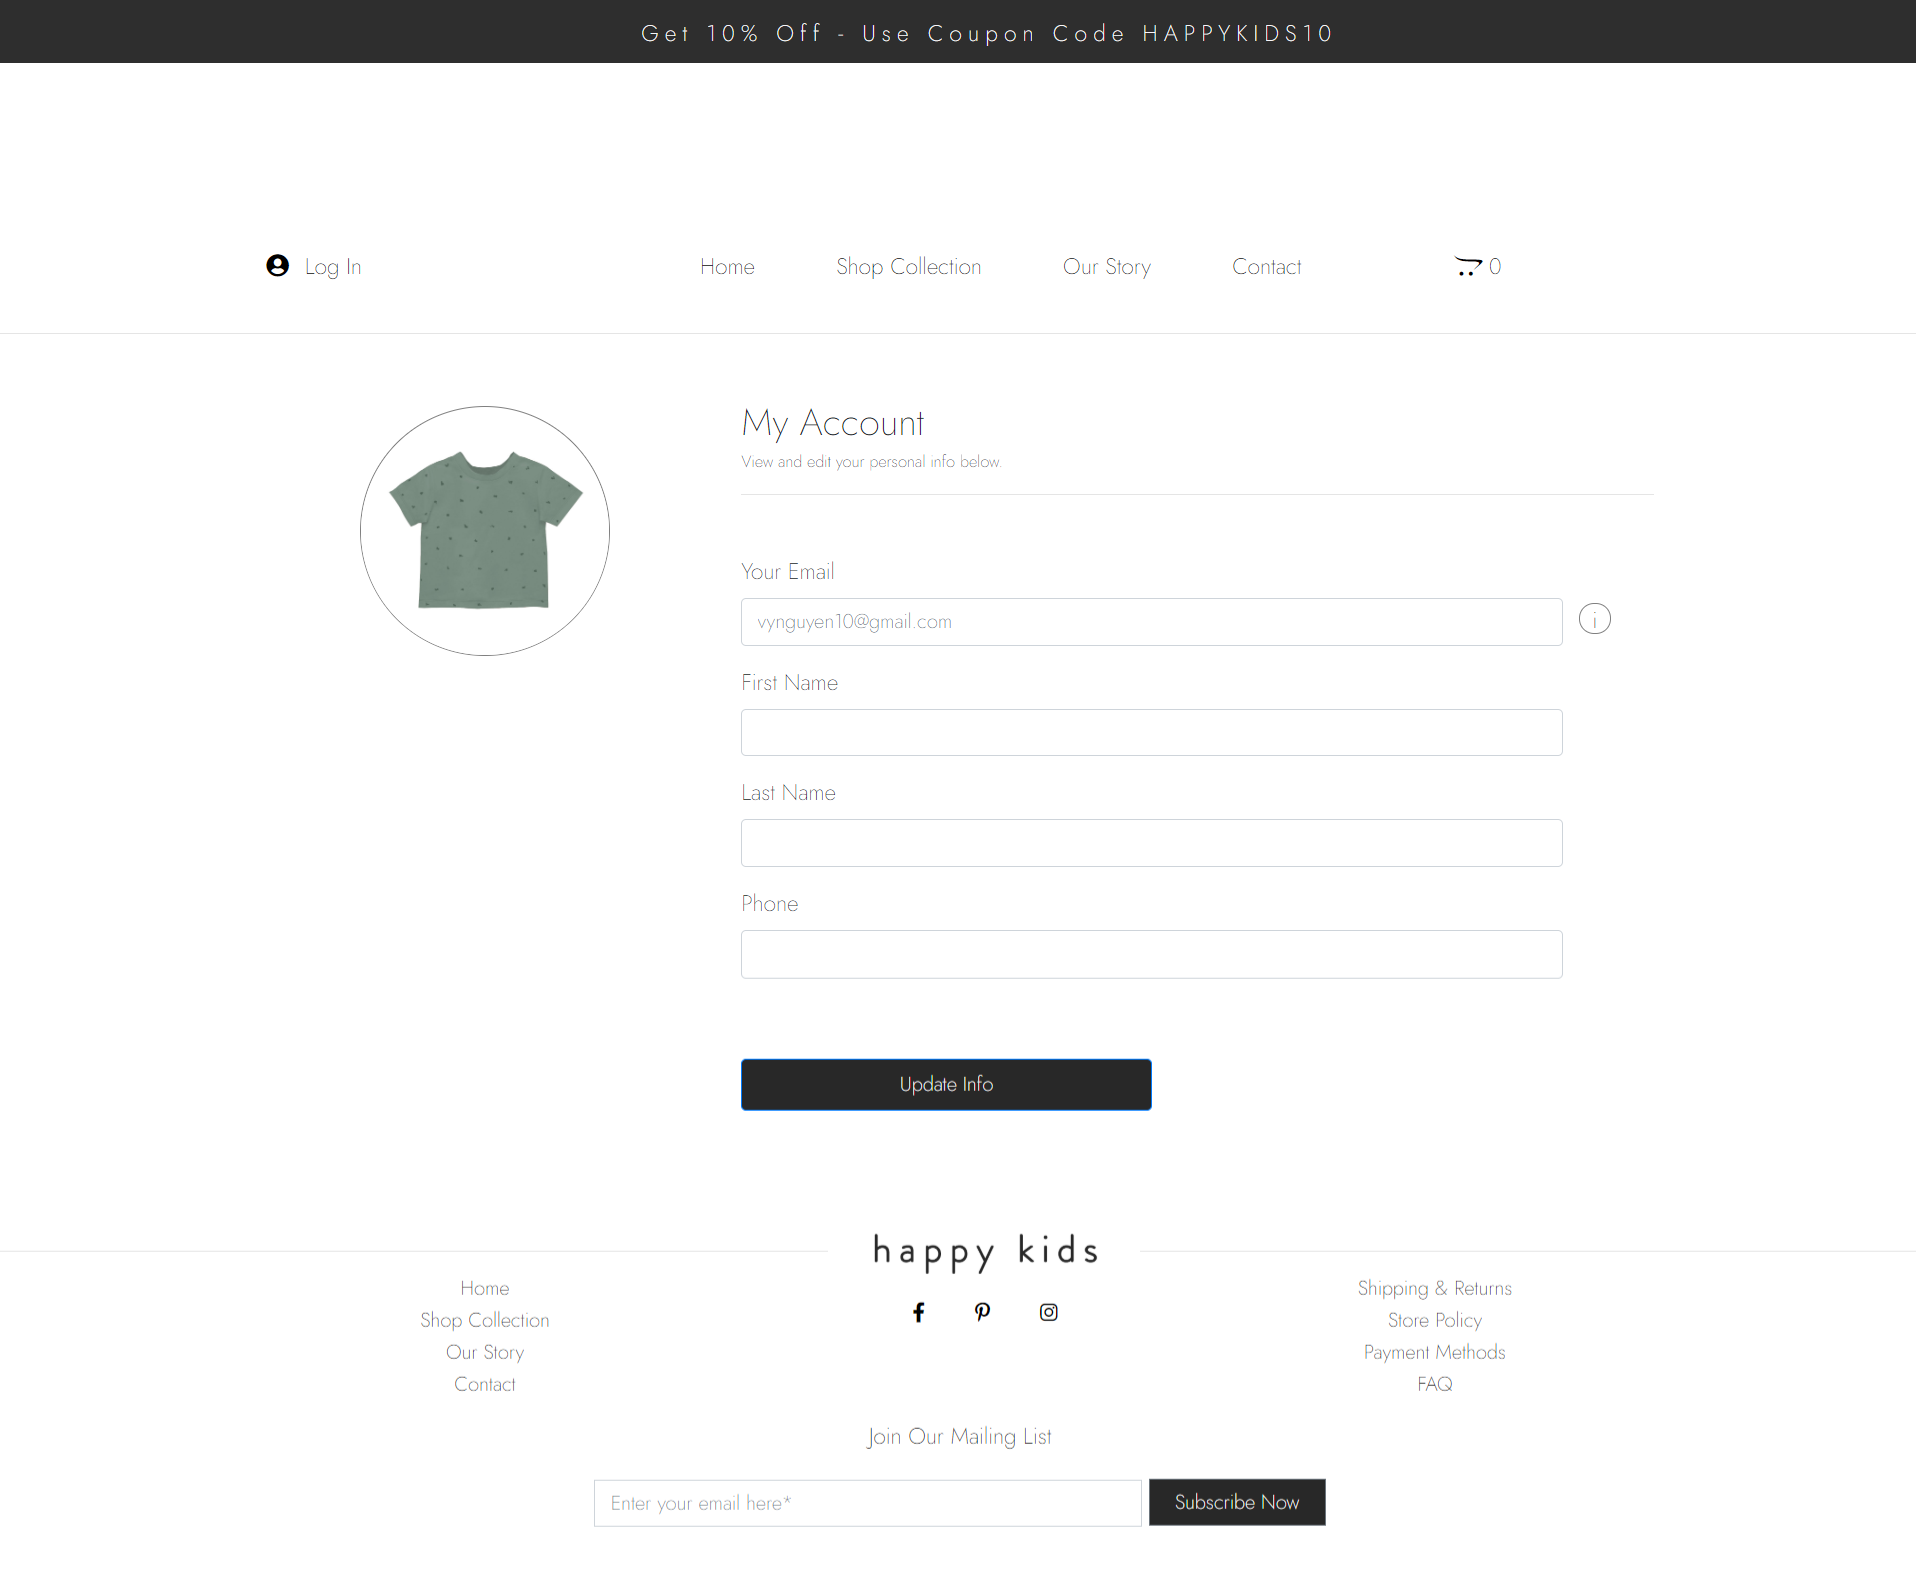 Get 10% Off - Use Coupon Code HAPPYKIDS10
Log In
Home
Shop Collection
Our Story
Contact
0
My Account
View and edit your personal info below.
Your Email
vynguyen10@gmail.com
i
First Name
Last Name
Phone
Update Info
happy kids
Home
Shop Collection
Our Story
Contact
Shipping & Returns
Store Policy
Payment Methods
FAQ
Join Our Mailing List
Enter your email here*
Subscribe Now